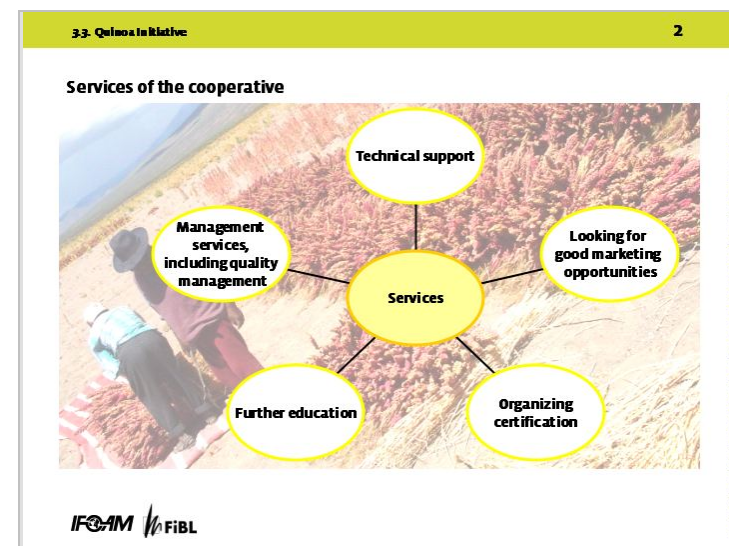 3.3. Quinoa Initiative
2
Services of the cooperative
Technical support
Management
services,
including quality
management
Looking for
good marketing
opportunities
Services
Further education
Organizing
certification
IFOAM
FiBL